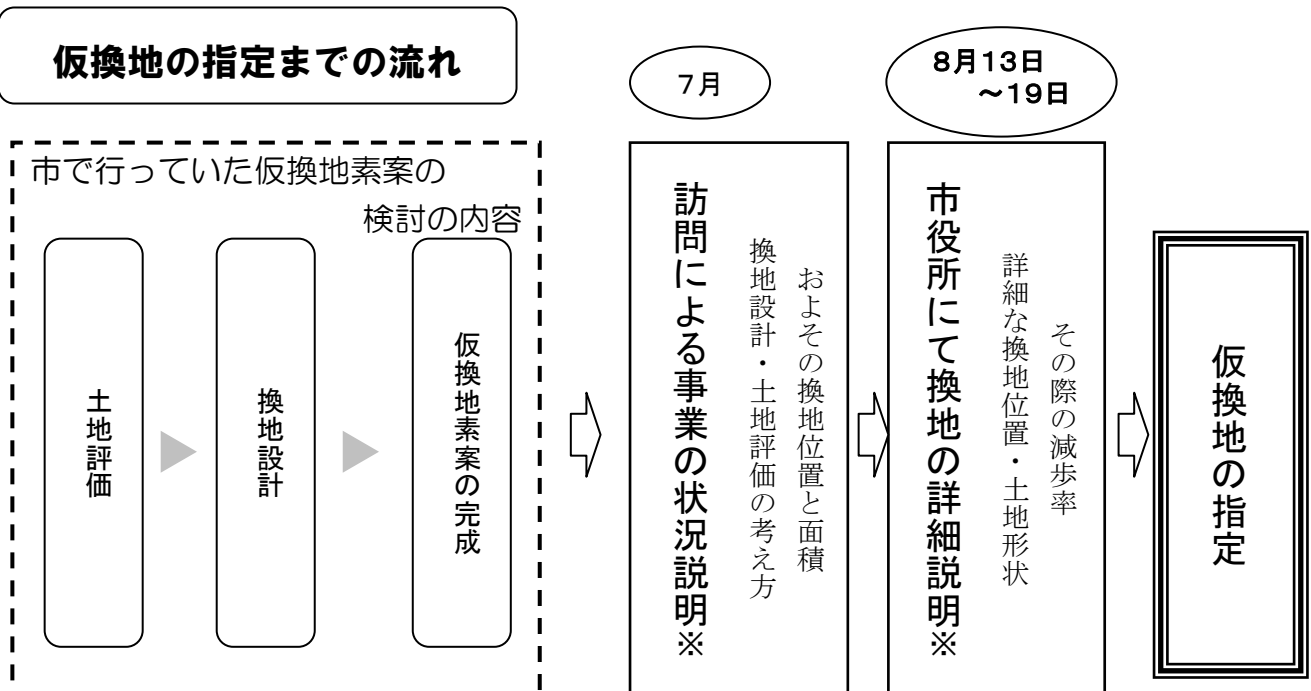 仮換地の指定までの流れ
市で行っていた仮換地素案の
検討の内容
土地評価
換地設計
仮換地素案の完成
7月
訪問による事業の状況説明※
換地設計・土地評価の考え方
およその換地位置と面積
8月13日
～19日
市役所にて換地の詳細説明※
詳細な換地位置・土地形状
その際の減歩率
仮換地の指定